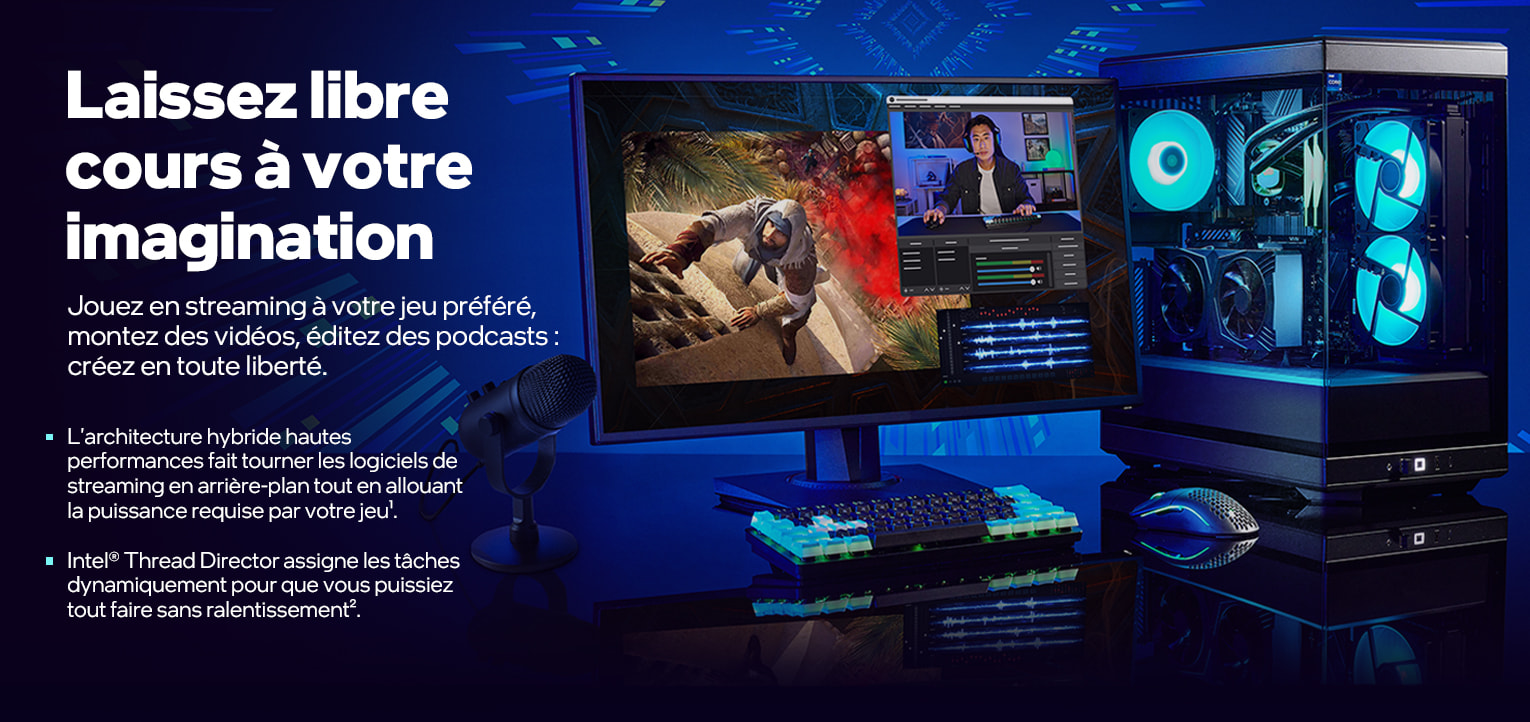 Laissez libre
cours à votre
imagination
Jouez en streaming à votre jeu préféré,
montez des vidéos, éditez des podcasts :
créez en toute liberté.
L'architecture hybride hautes
performances fait tourner les logiciels de
streaming en arrière-plan tout en allouant
la puissance requise par votre jeu¹.
Intel® Thread Director assigne les tâches
dynamiquement pour que vous puissiez
tout faire sans ralentissement².
CORE